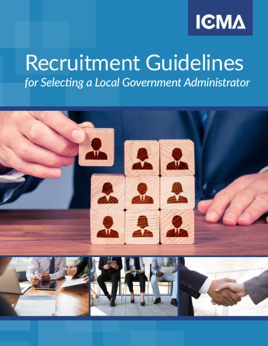 ICMA
Recruitment Guidelines
for Selecting a Local Government Administrator